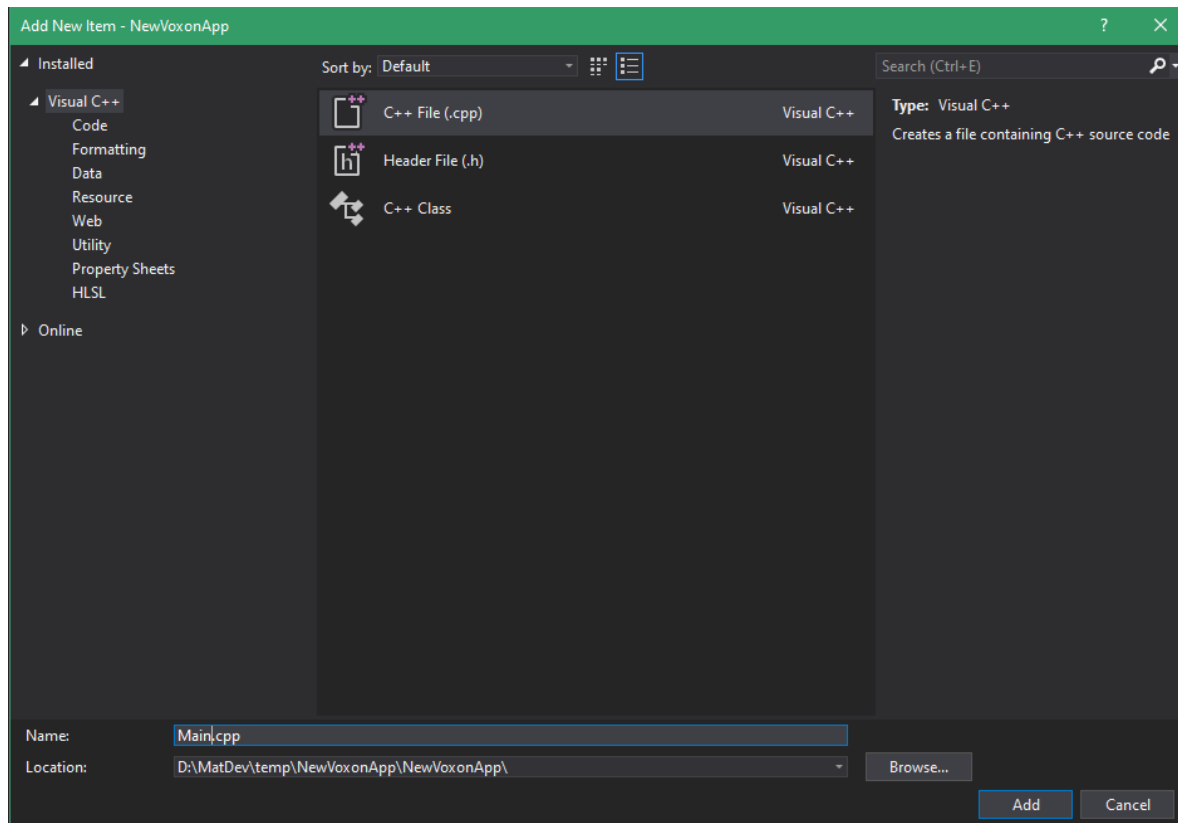 Add New Item - NewVoxonApp
?
Installed
Sort by: Default
Search (Ctrl+E)
Visual C++
Code
Formatting
Data
Resource
Web
Utility
Property Sheets
HLSL
Online
C++ File (.cpp) Visual C++
Header File (.h) Visual C++
C++ Class Visual C++
Type: Visual C++
Creates a file containing C++ source code
Name: Main.cpp
Location: D:\MatDev\temp\NewVoxonApp\NewVoxonApp\
Browse...
Add Cancel